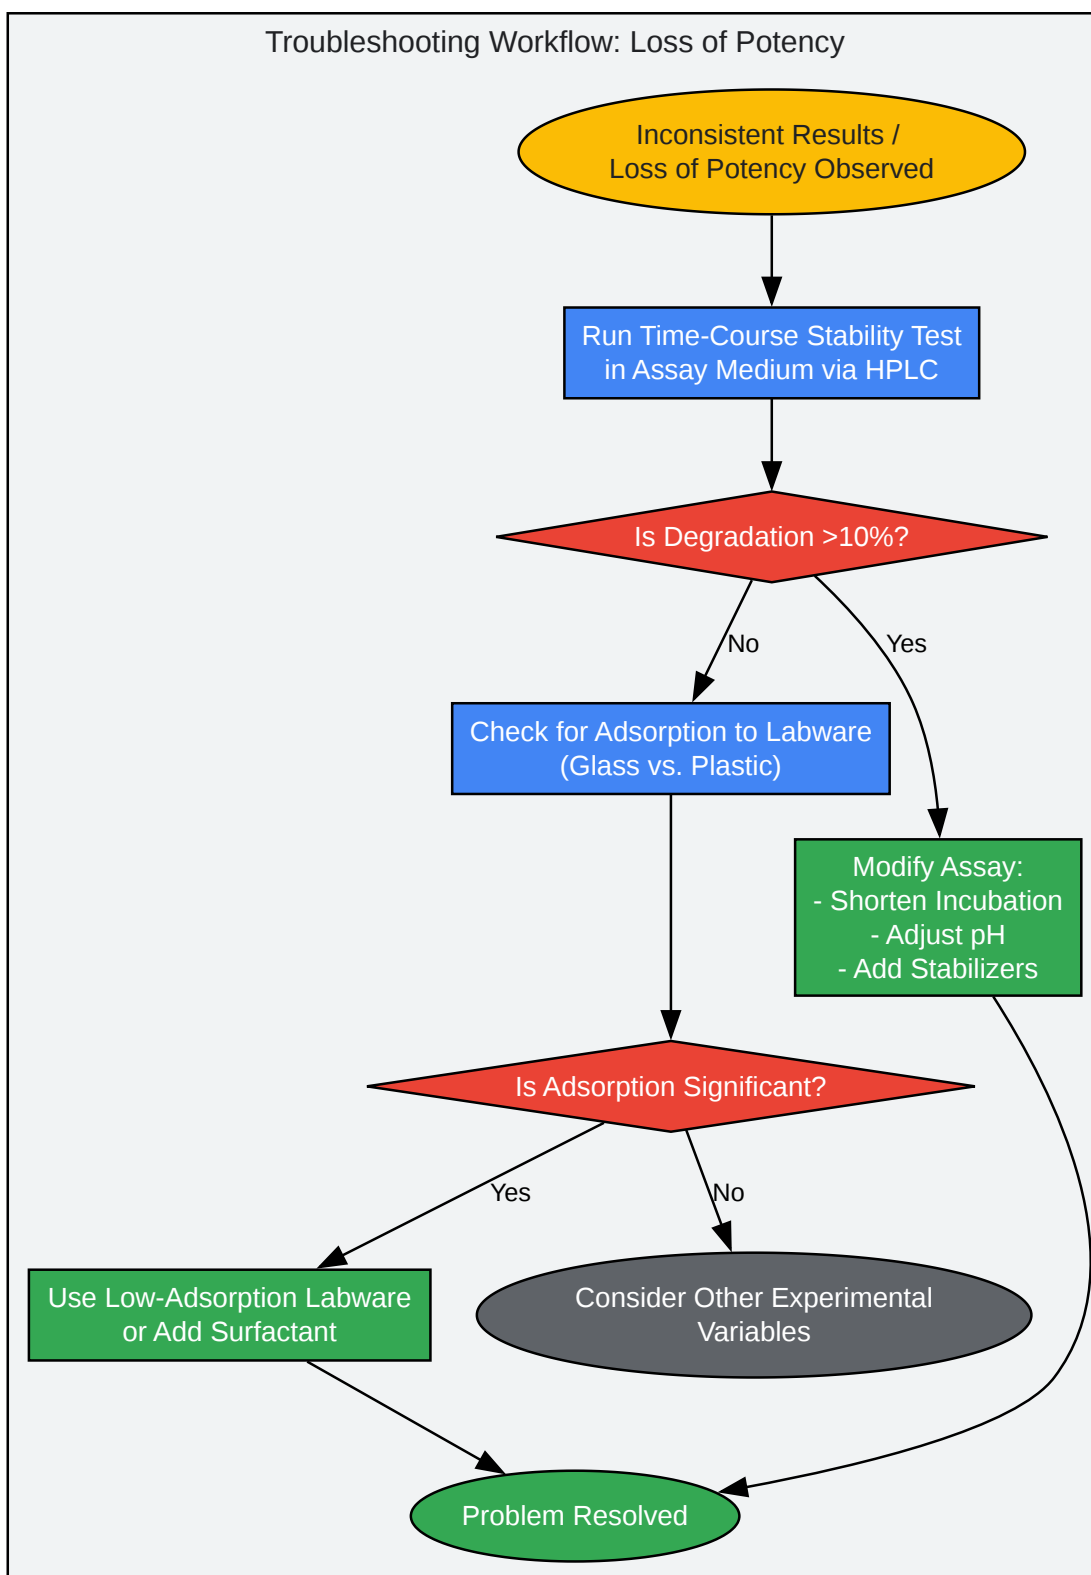 Troubleshooting Workflow: Loss of Potency
Inconsistent Results /
Loss of Potency Observed
Run Time-Course Stability Test
in Assay Medium via HPLC
Is Degradation >10%?
No
Yes
Check for Adsorption to Labware
(Glass vs. Plastic)
Modify Assay:
- Shorten Incubation
- Adjust pH
- Add Stabilizers
Is Adsorption Significant?
Yes
No
Use Low-Adsorption Labware
or Add Surfactant
Consider Other Experimental
Variables
Problem Resolved